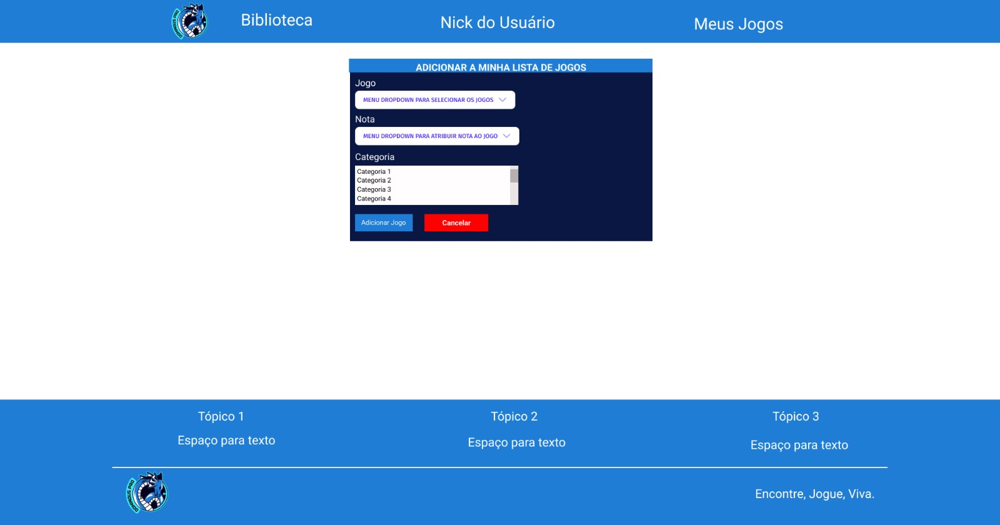 Biblioteca
Nick do Usuário
Meus Jogos
ADICIONAR A MINHA LISTA DE JOGOS
Jogo
MENU DROPDOWN PARA SELECIONAR OS JOGOS
Nota
MENU DROPDOWN PARA ATRIBUIR NOTA AO JOGO
Categoria
Categoria 1
Categoria 2
Categoria 3
Categoria 4
Adicionar Jogo
Cancelar
Tópico 1
Tópico 2
Tópico 3
Espaço para texto
Espaço para texto
Espaço para texto
Encontre, Jogue, Viva.